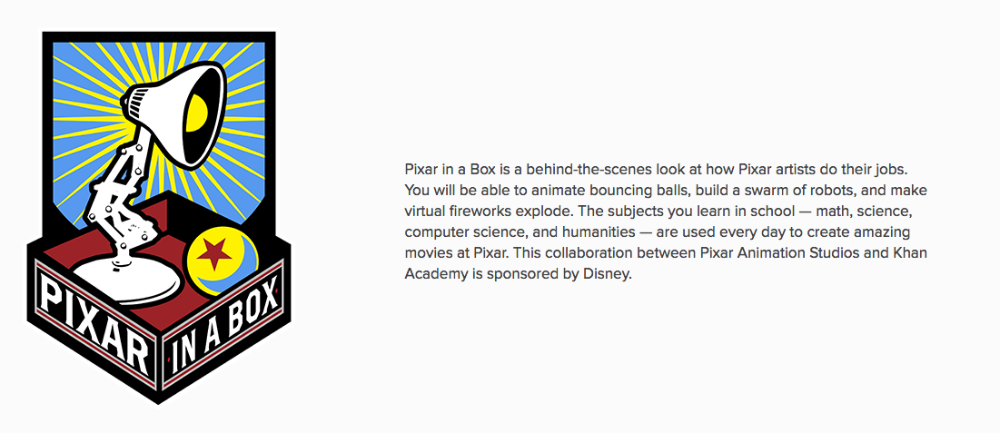 PIXAR
IN A BOX
Pixar in a Box is a behind-the-scenes look at how Pixar artists do their jobs.
You will be able to animate bouncing balls, build a swarm of robots, and make
virtual fireworks explode. The subjects you learn in school — math, science,
computer science, and humanities — are used every day to create amazing
movies at Pixar. This collaboration between Pixar Animation Studios and Khan
Academy is sponsored by Disney.